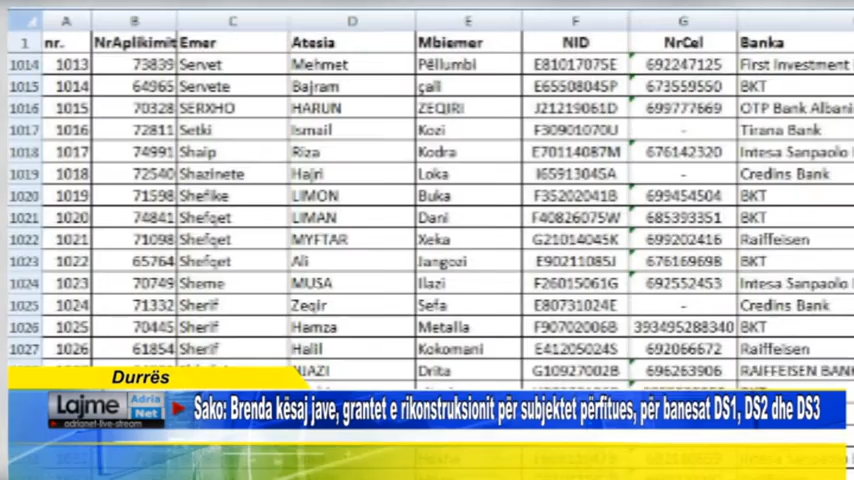 A B C D E F G H
1 nr. NrAplikimit Emer Atesia Mbiemer NID NrCel Banka
1014 1013 73839 Servet Mehmet Pëllumbi E81017075E 692247125 First Investment
1015 1014 64965 Servete Bajram çall E65508045P 673559550 BKT
1016 1015 70328 SERXHO HARUN ZEQIRI J21219061D 699777669 OTP Bank Albani
1017 1016 72811 Setki Ismail Kozi F30901070U - Tirana Bank
1018 1017 74991 Shaip Riza Kodra E70114087M 676142320 Intesa Sanpaolo
1019 1018 72540 Shazinete Hajri Loka I65913045A - Credins Bank
1020 1019 71598 Shefike LIMON Buka F35202041B 699454504 BKT
1021 1020 74841 Shefqet LIMAN Dani F40826075W 685393351 BKT
1022 1021 71098 Shefqet MYFTAR Xeka G21014045K 699202416 Raiffeisen
1023 1022 65764 Shefqet Ali Jangozi E90211085J 676169698 BKT
1024 1023 70749 Sheme MUSA Ilazi F26015061G 692552453 Intesa Sanpaolo
1025 1024 71332 Sherif Zeqir Sefa E80731024E - Credins Bank
1026 1025 70445 Sherif Hamza Metalla F90702006B 393495288340 BKT
1027 1026 61854 Sherif Halil Kokomani E41205024S 692066672 Raiffeisen
NIAZI Drita G10927002B 696263906 RAIFFEISEN BANK
Durrës
Lajme Adria Net
adrianet-live-stream
Sako: Brenda kësaj jave, grantet e rikonstruksionit për subjektet përfitues, për banesat DS1, DS2 dhe DS3